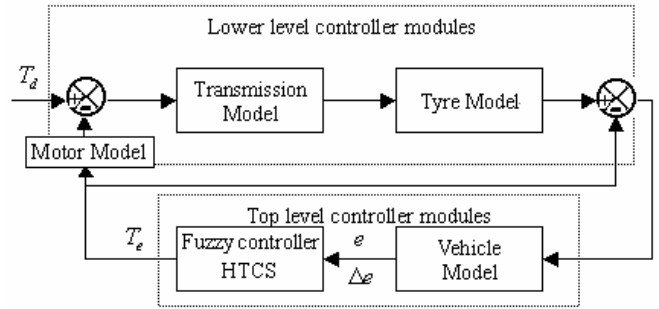 Lower level controller modules
T_d
+
-
Transmission
Model
Tyre Model
+
-
Motor Model
Top level controller modules
T_e
Fuzzy controller
HTCS
e
Δe
Vehicle
Model